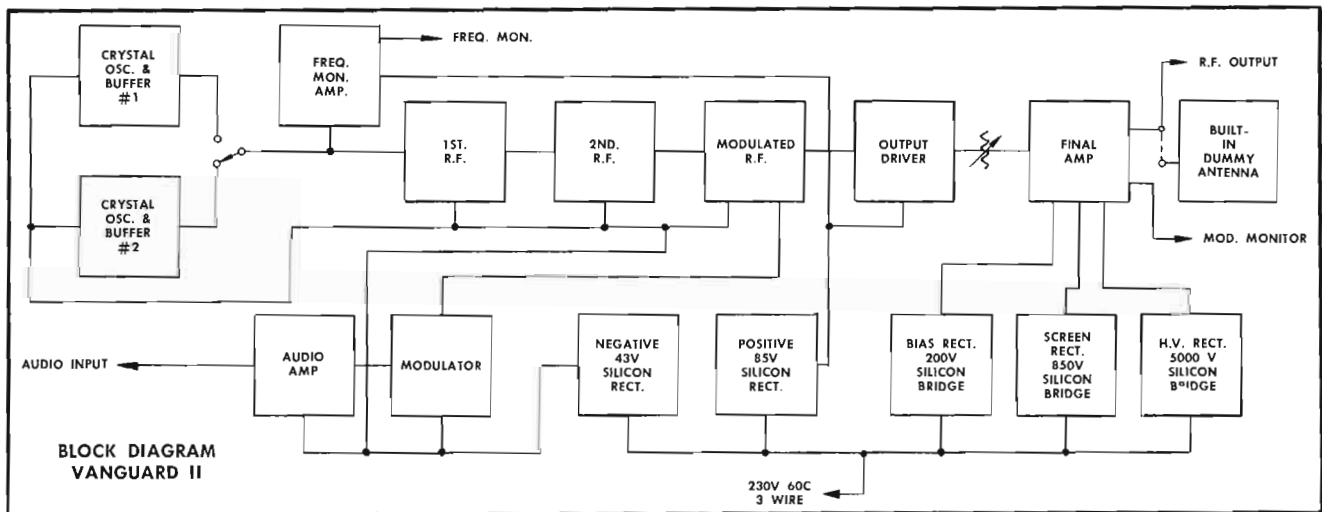 CRYSTAL
OSC. &
BUFFER
#1
FREQ.
MON.
AMP.
FREQ. MON.
R.F. OUTPUT
1ST.
R.F.
2ND.
R.F.
MODULATED
R.F.
OUTPUT
DRIVER
FINAL
AMP
BUILT-
IN
DUMMY
ANTENNA
CRYSTAL
OSC. &
BUFFER
#2
MOD. MONITOR
AUDIO INPUT
AUDIO
AMP
MODULATOR
NEGATIVE
43V
SILICON
RECT.
POSITIVE
85V
SILICON
RECT.
BIAS RECT.
200V
SILICON
BRIDGE
SCREEN
RECT.
850V
SILICON
BRIDGE
H.V. RECT.
5000 V
SILICON
BRIDGE
BLOCK DIAGRAM
VANGUARD II
230V 60C
3 WIRE